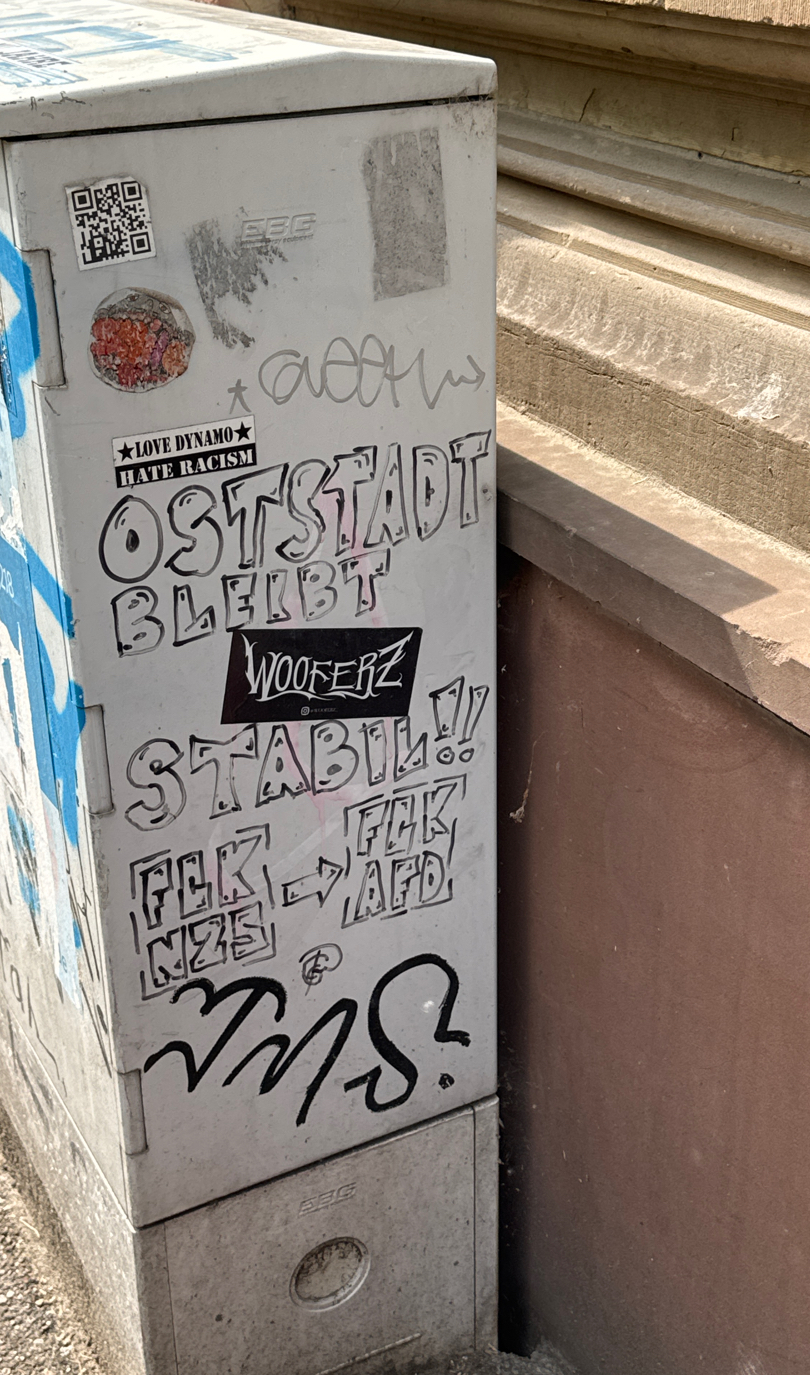 EBG
★LOVE DYNAMO★
HATE RACISM
OSTSTADT
BLEIBT
WOOFERZ
STABIL!!
FCK → FCK
NZS AFD
EBG